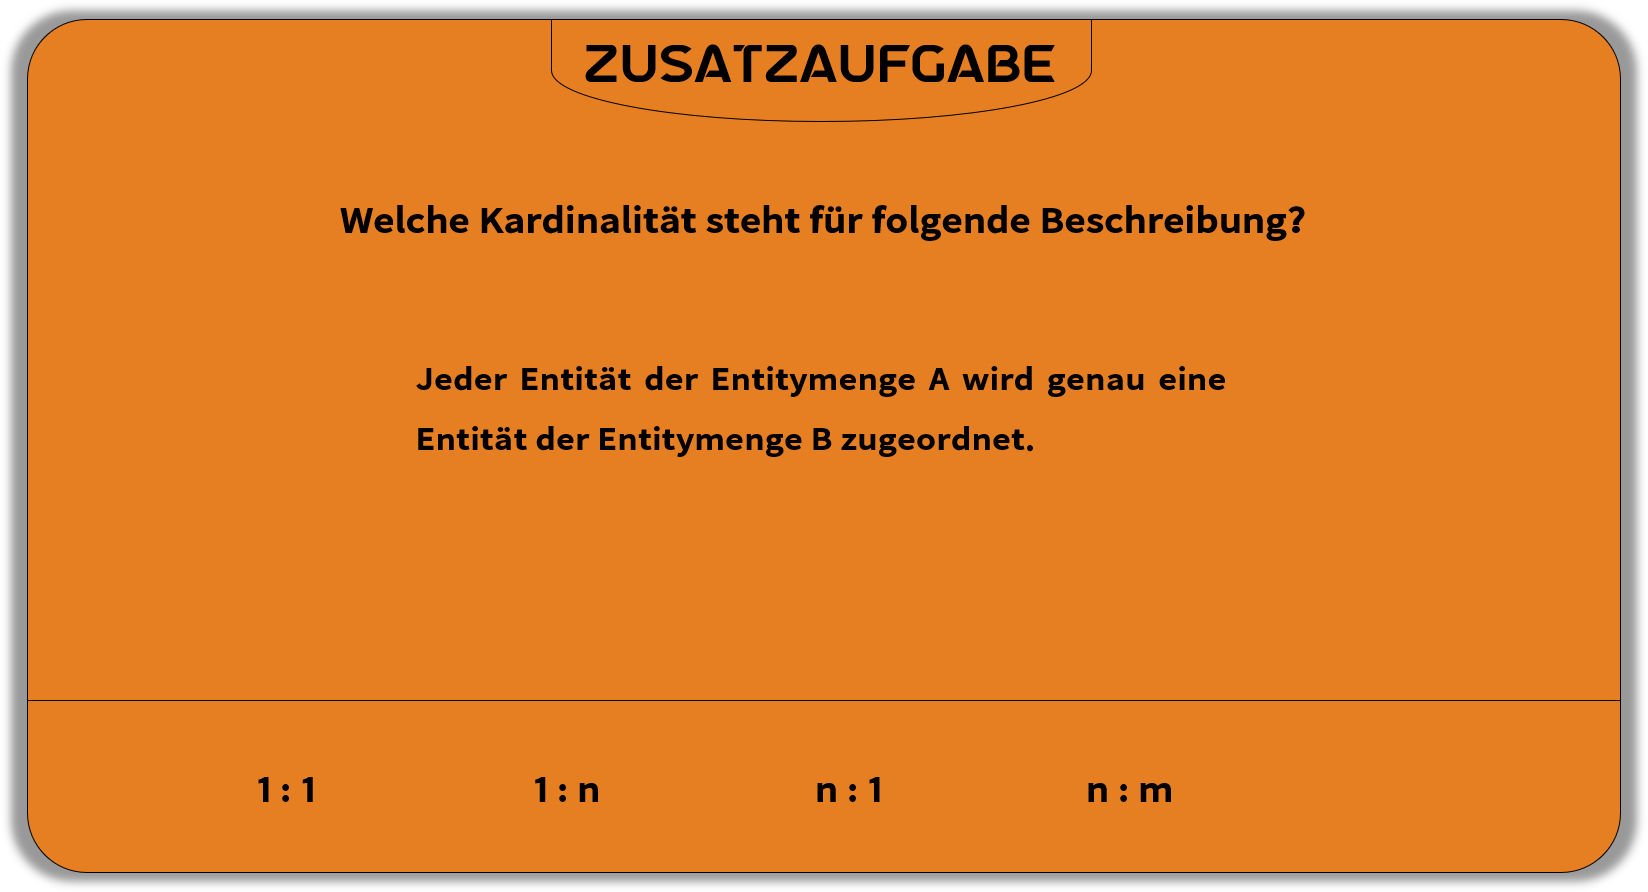 ZUSATZAUFGABE
Welche Kardinalität steht für folgende Beschreibung?
Jeder Entität der Entitymenge A wird genau eine
Entität der Entitymenge B zugeordnet.
1 : 1 1 : n n : 1 n : m